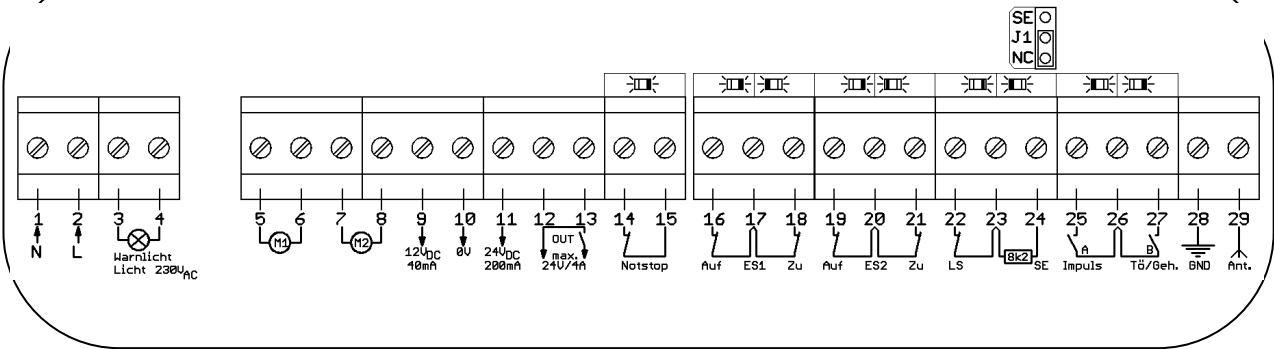 SE
J1
NC
1 2 3 4 5 6 7 8 9 10 11 12 13 14 15 16 17 18 19 20 21 22 23 24 25 26 27 28 29
N L
Warnlicht
Licht 230VAC
M1 M2
12VDC
40mA
0V
24VDC
200mA
OUT
max.
24V/4A
Notstop
Auf ES1 Zu
Auf ES2 Zu
LS 8k2 SE
A B
Impuls Tö/Geh.
GND Ant.